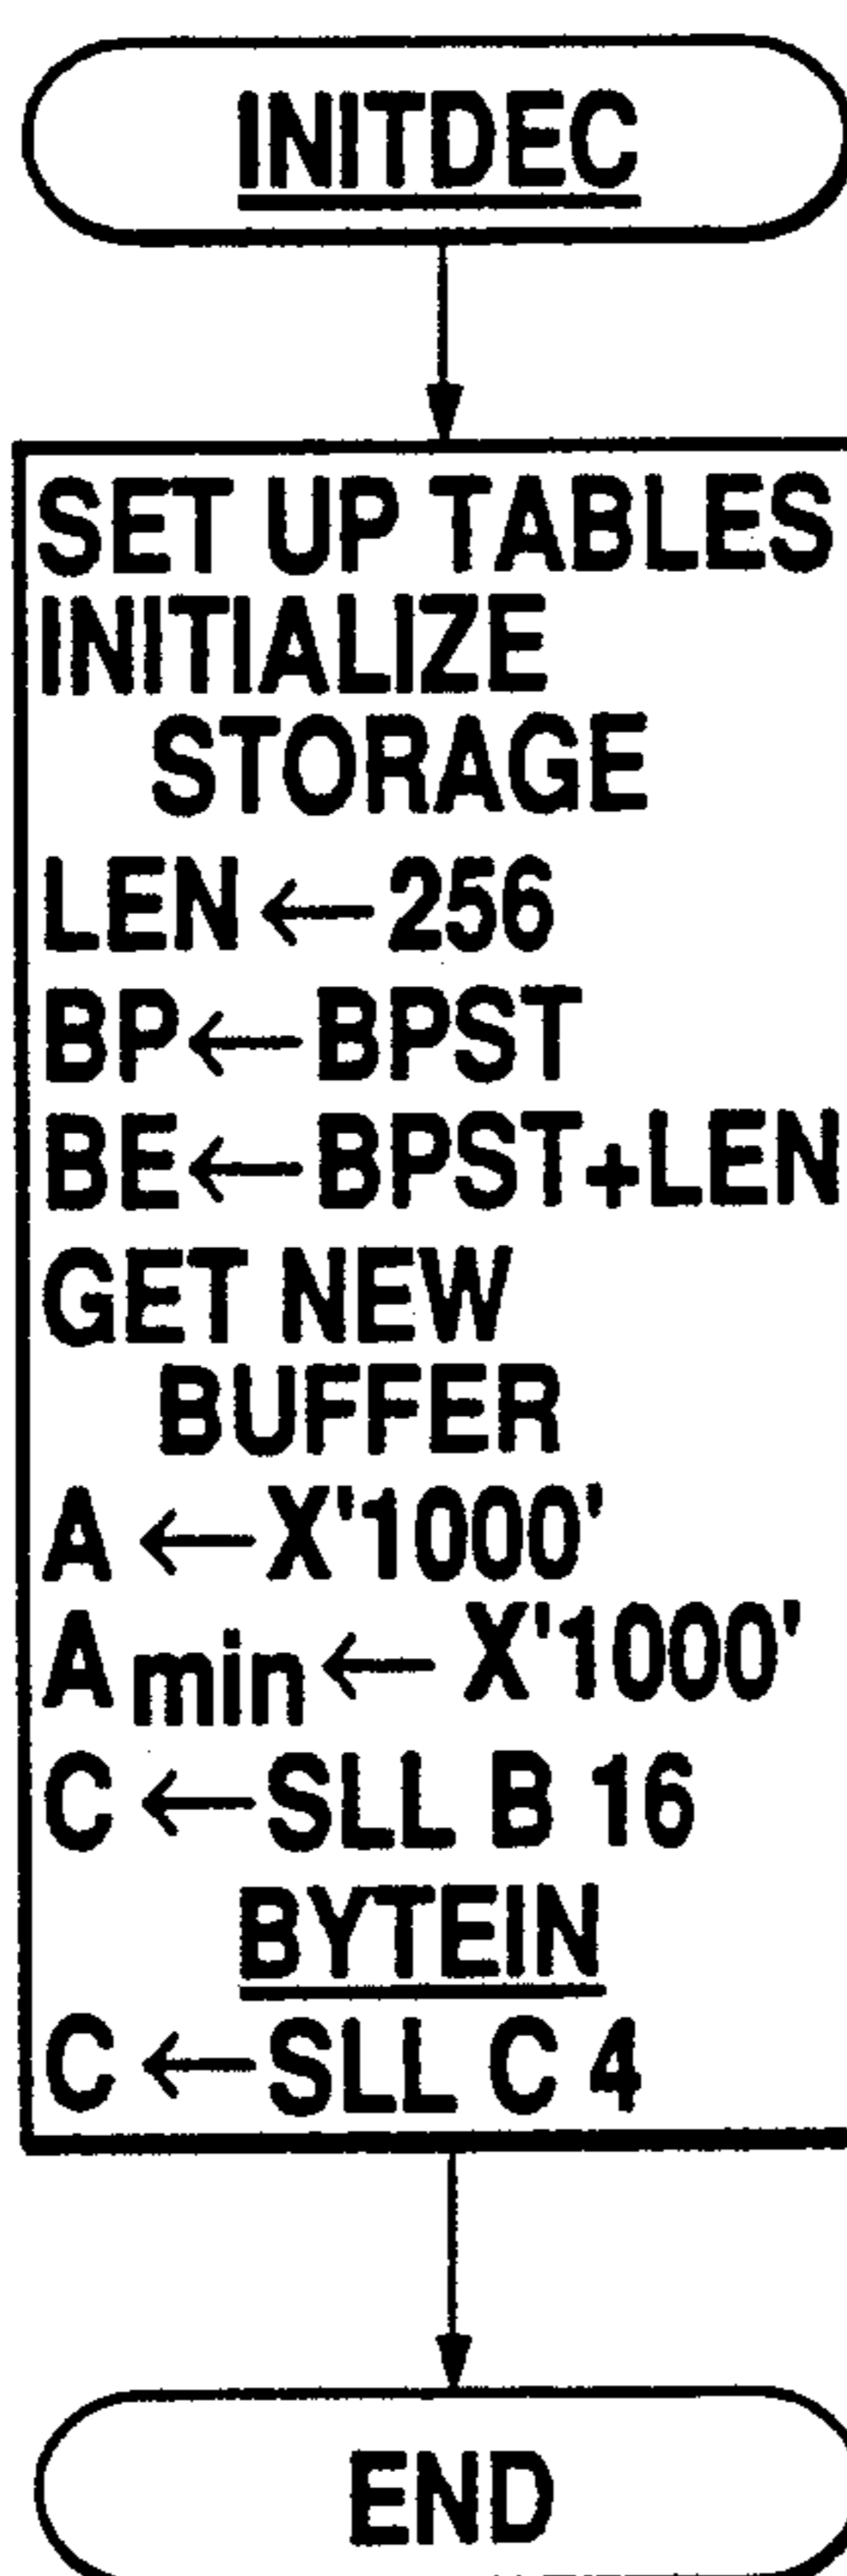 INITDEC
SET UP TABLES
INITIALIZE
STORAGE
LEN ← 256
BP ← BPST
BE ← BPST+LEN
GET NEW
BUFFER
A ← X'1000'
A min ← X'1000'
C ← SLL B 16
BYTEIN
C ← SLL C 4
END